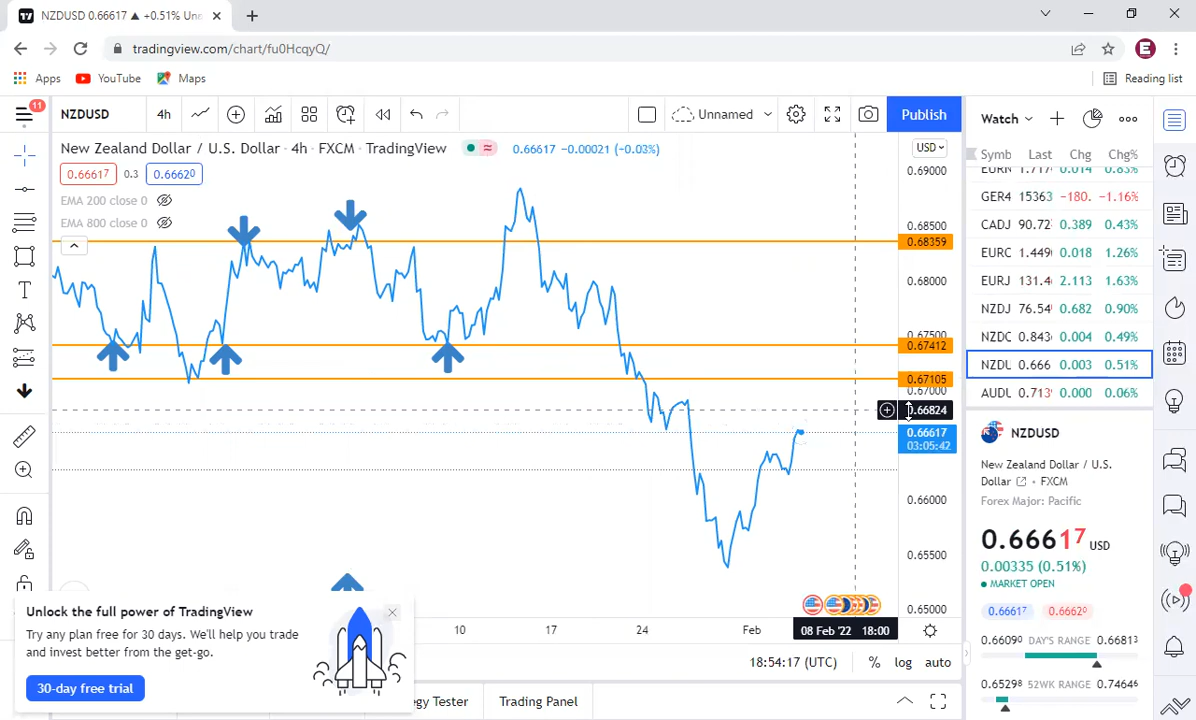 NZDUSD 0.66617 ▲ +0.51% Un
tradingview.com/chart/fu0HcqyQ/
Apps YouTube Maps Reading list
11
NZDUSD 4h Unnamed Publish Watch
New Zealand Dollar / U.S. Dollar · 4h · FXCM · TradingView
0.66617 −0.00021 (−0.03%)
USD
66617 0.3 66620
EMA 200 close 0
EMA 800 close 0
0.69000
0.68500
0.68359
0.68000
0.67500
0.67412
0.67105
0.67000
0.66824
0.66617
03:05:42
0.66000
0.65500
0.65000
10 17 24 Feb 08 Feb '22 18:00
18:54:17 (UTC) % log auto
gy Tester Trading Panel
Unlock the full power of TradingView
Try any plan free for 30 days. We'll help you trade
and invest better from the get-go.
30-day free trial
Symb Last Chg Chg%
EURN 1.717 0.014 0.83%
GER4 15363 −180. −1.16%
CADJ 90.72 0.389 0.43%
EURC 1.449 0.018 1.26%
EURJ 131.4 2.113 1.63%
NZDJ 76.54 0.682 0.90%
NZDC 0.843 0.004 0.49%
NZDU 0.666 0.003 0.51%
AUDU 0.713 0.000 0.06%
NZDUSD
New Zealand Dollar / U.S.
Dollar FXCM
Forex Major: Pacific
0.66617 USD
0.00335 (0.51%)
MARKET OPEN
0.66617 0.66620
0.66090 DAY'S RANGE 0.66813
0.65298 52WK RANGE 0.74646